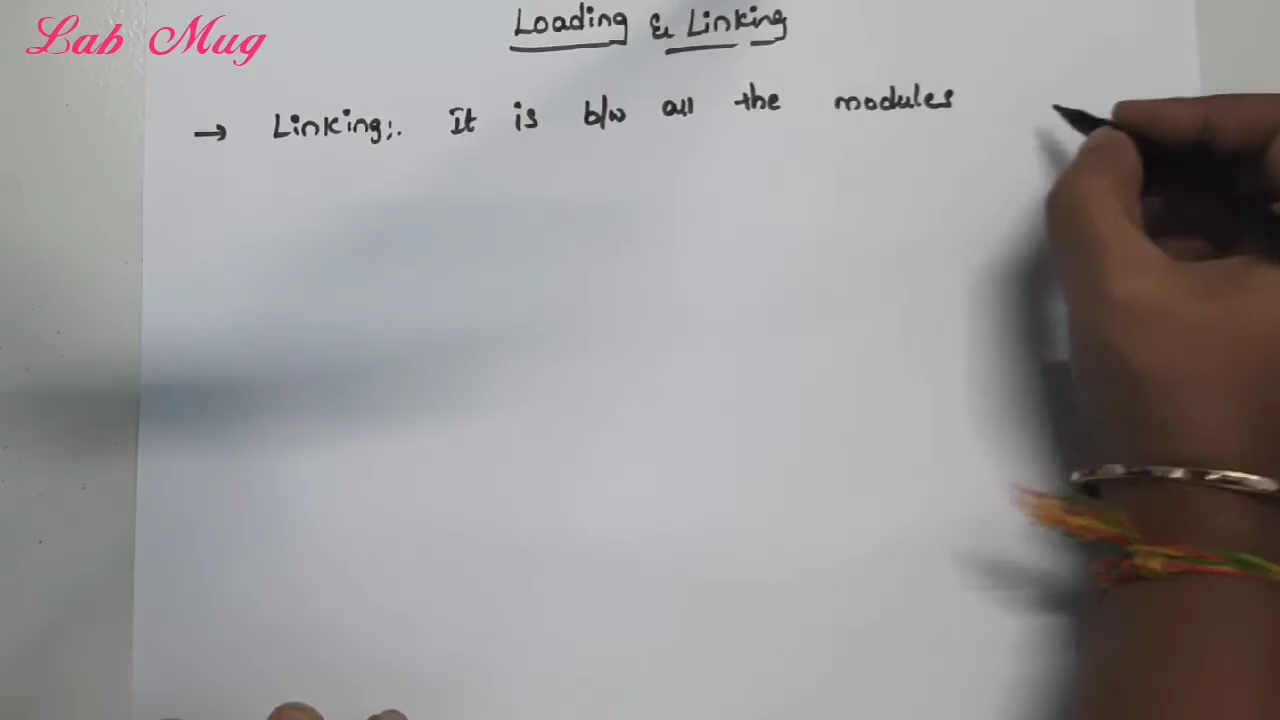 Lab Mug
Loading & Linking
→ Linking:. It is b/w all the modules